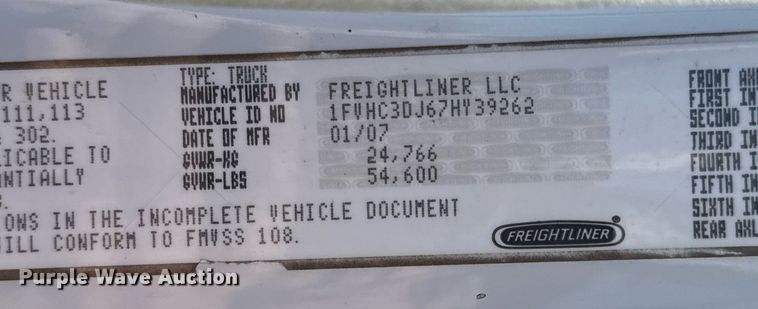 R VEHICLE
111,113
302.
LICABLE TO
NTIALLY
TYPE: TRUCK
MANUFACTURED BY FREIGHTLINER LLC
VEHICLE ID NO 1FVHC3DJ67HY39262
DATE OF MFR 01/07
GVWR-KG 24,766
GVWR-LBS 54,600
ONS IN THE INCOMPLETE VEHICLE DOCUMENT
ILL CONFORM TO FMVSS 108.
FREIGHTLINER
FRONT AX
FIRST IN
SECOND I
THIRD IN
FOURTH I
FIFTH IN
SIXTH IN
REAR AXL
Purple Wave Auction